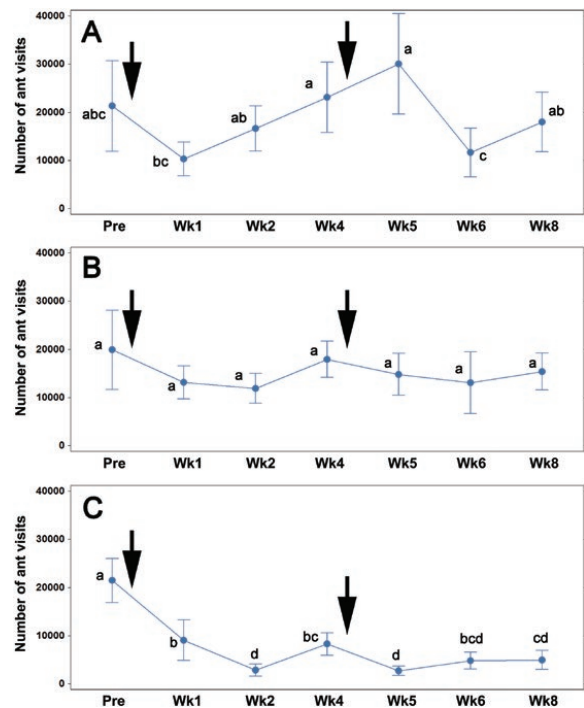 A
Number of ant visits
40000
30000
20000
10000
0
abc
bc
ab
a
a
c
ab
Pre Wk1 Wk2 Wk4 Wk5 Wk6 Wk8
B
Number of ant visits
40000
30000
20000
10000
0
a
a
a
a
a
a
a
Pre Wk1 Wk2 Wk4 Wk5 Wk6 Wk8
C
Number of ant visits
40000
30000
20000
10000
0
a
b
d
bc
d
bcd
cd
Pre Wk1 Wk2 Wk4 Wk5 Wk6 Wk8